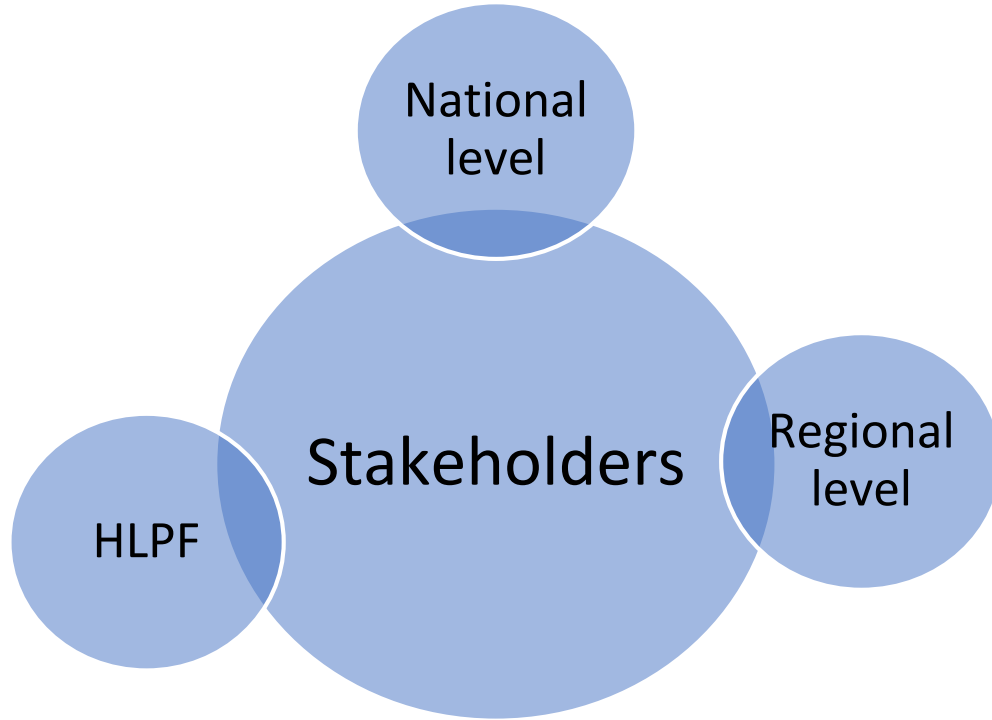 National
level
Stakeholders
Regional
level
HLPF